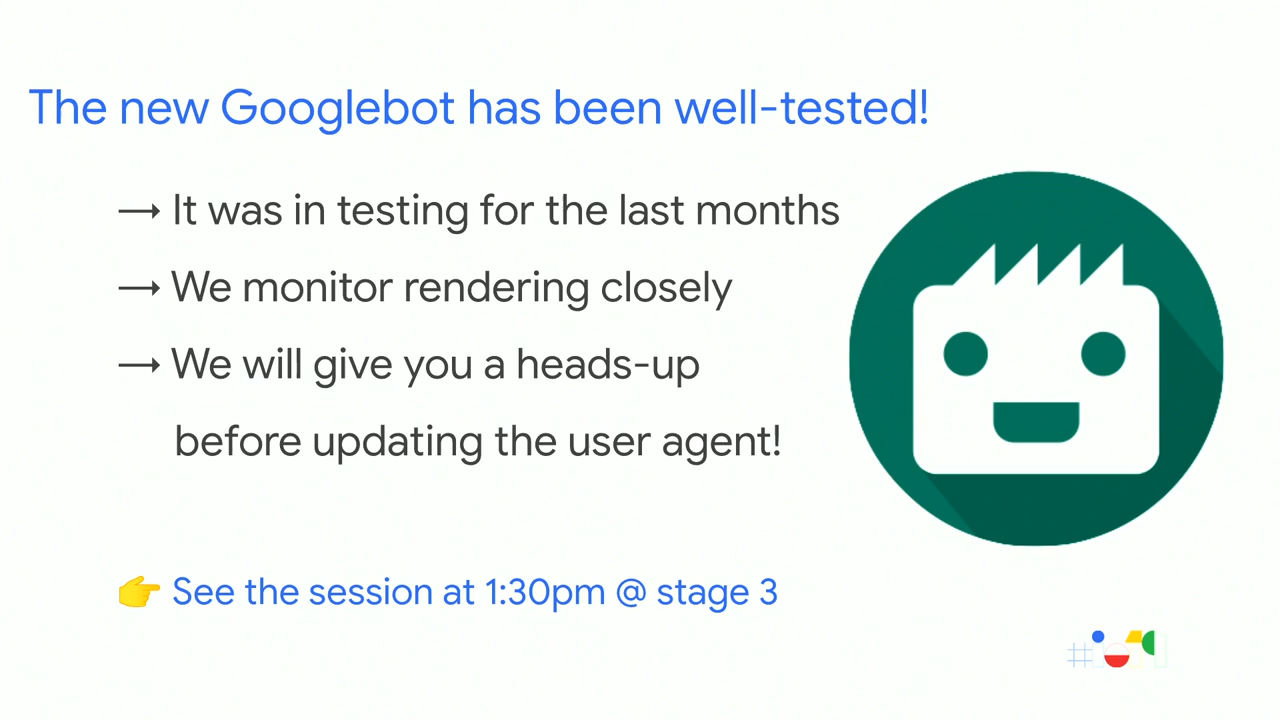 The new Googlebot has been well-tested!
→ It was in testing for the last months
→ We monitor rendering closely
→ We will give you a heads-up
before updating the user agent!
👉 See the session at 1:30pm @ stage 3